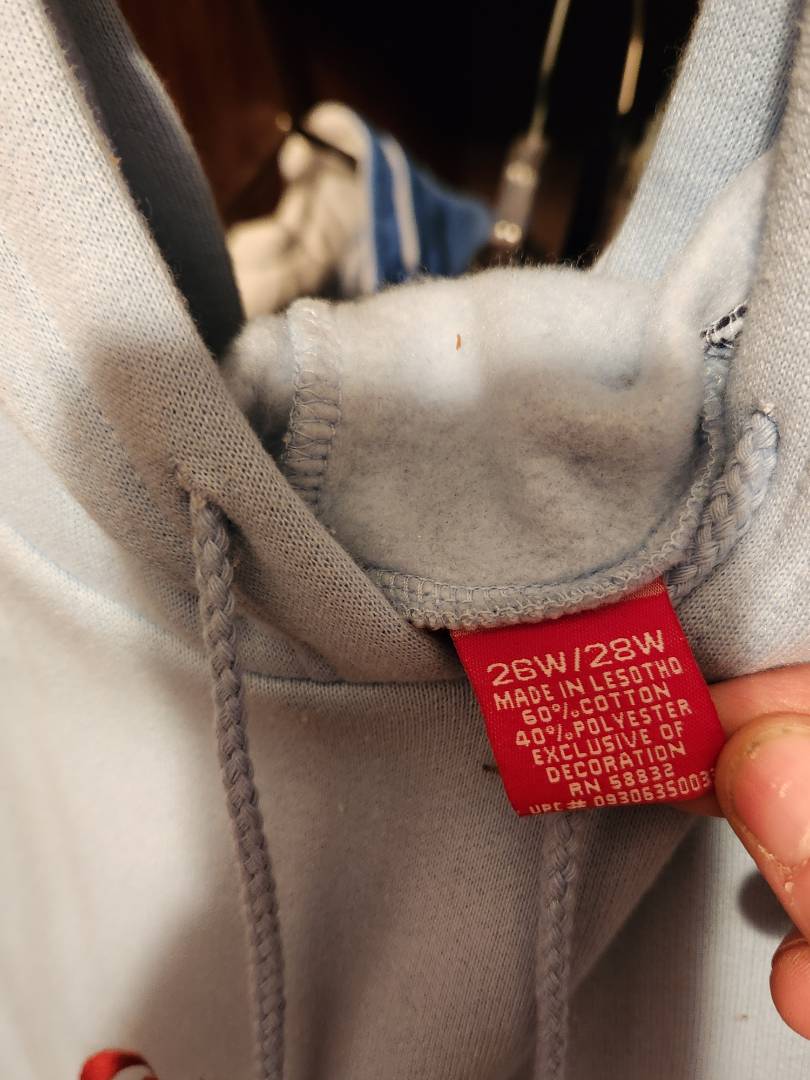 26W/28W
MADE IN LESOTHO
60% COTTON
40% POLYESTER
EXCLUSIVE OF
DECORATION
RN 58832
UPC# 0930635003